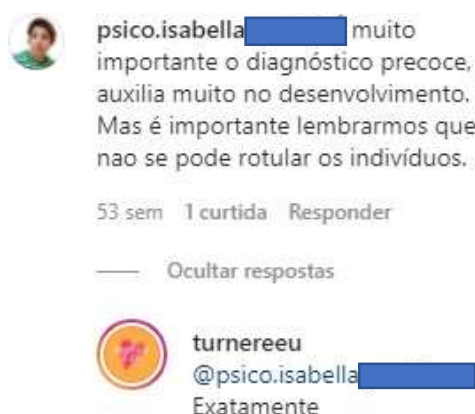 psico.isabella muito
importante o diagnóstico precoce,
auxilia muito no desenvolvimento.
Mas é importante lembrarmos que
nao se pode rotular os indivíduos.
53 sem 1 curtida Responder
Ocultar respostas
turnereeu
@psico.isabella
Exatamente